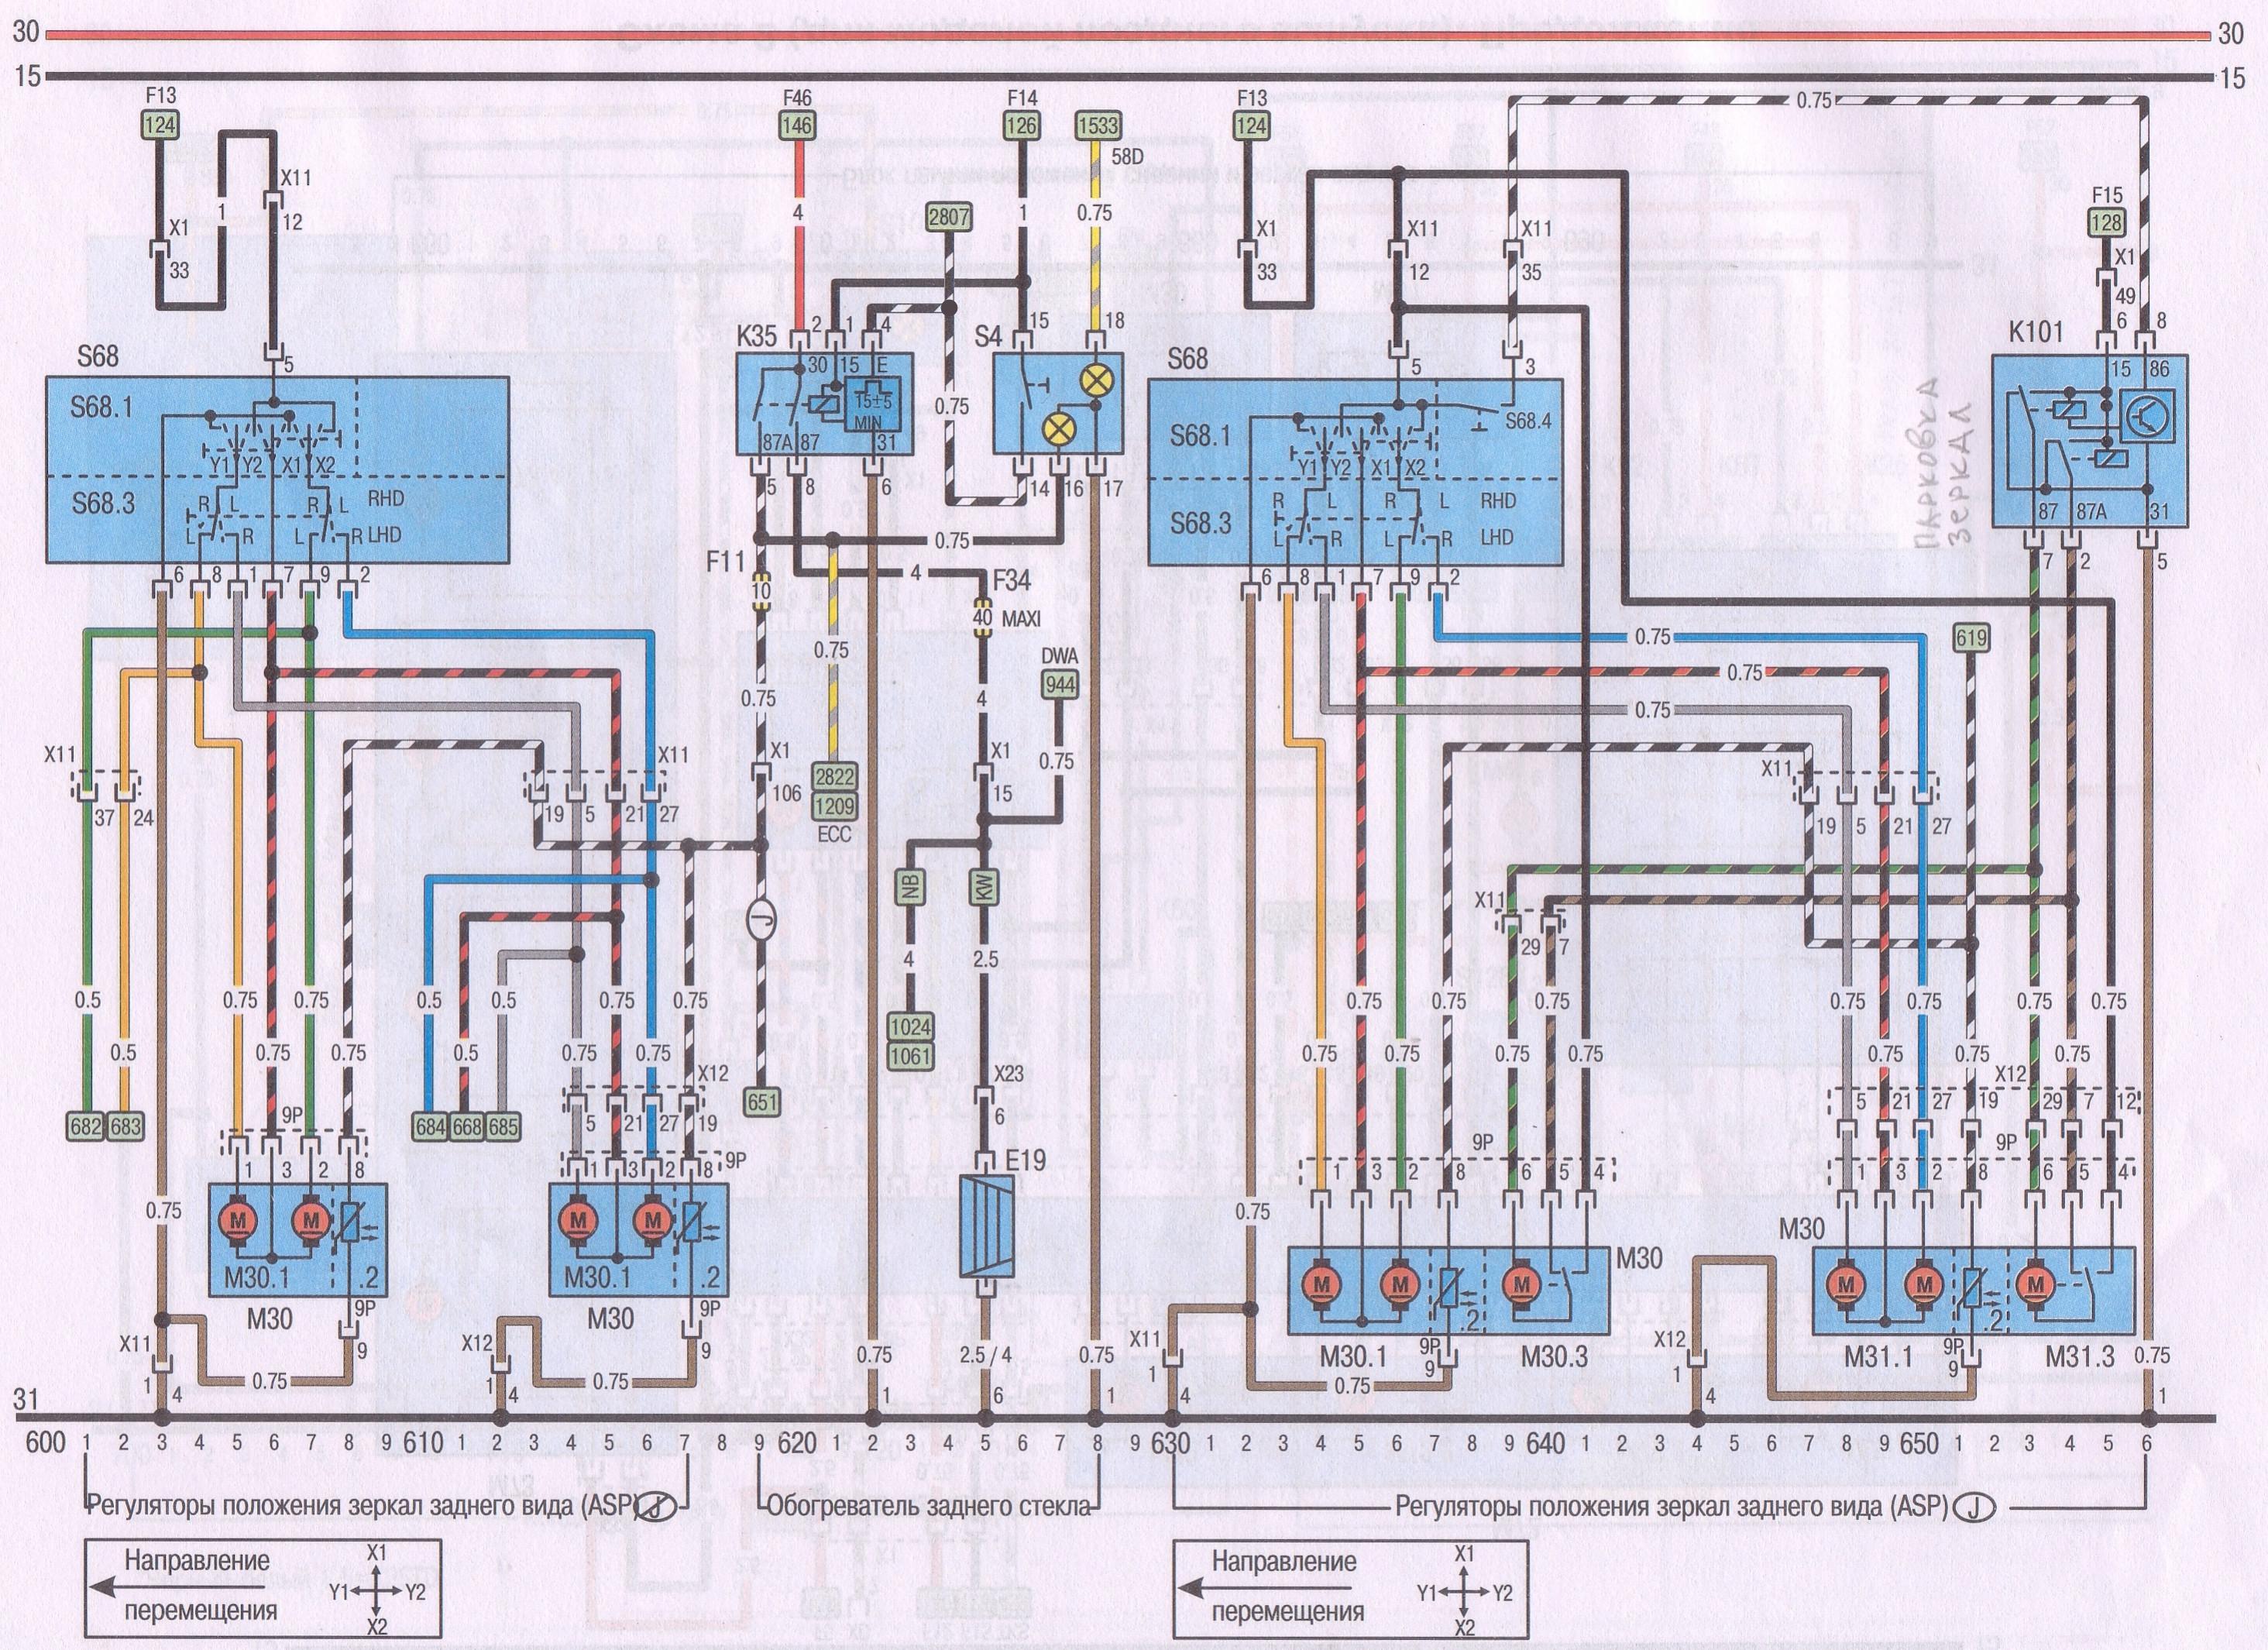 30 30
15 15
F13 F46 F14 F13
124 146 126 1533 124 0.75
58D
X11 X1 12 33 1
2807 4 1 0.75
X1 33 X11 12 X11 35
F15 128 X1 49
S68 5
S68.1
Y1 Y2 X1 X2
S68.3
R L R L RHD
L R L R LHD
6 8 1 7 9 2
K35 2 1 4
30 15 E
15±5 MIN
87A 87 31
5 8 6
0.75
S4 15 18
14 16 17
0.75
S68 5 3
S68.1 S68.4
Y1 Y2 X1 X2
S68.3
R L R L RHD
L R L R LHD
6 8 1 7 9 2
K101 6 8
15 86
87 87A 31
7 2 5
ПАРКОВКА
ЗЕРКАЛ
F11 10 4 F34 40 MAXI
0.75 0.75 4
DWA 944 0.75
X1 106
2822
1209
ECC
X1 15
NB KW
4 2.5
1024
1061
X23 6
E19
J
651
X11 37 24
X11 19 5 21 27
0.5 0.5 0.75 0.75 0.75 0.75
0.5 0.5 0.5 0.75 0.75 0.75 0.75
682 683 684 668 685
X12 5 21 27 19
9P 1 3 2 8
9P 1 3 2 8
M M M M
M30.1 .2 M30.1 .2
M30 9P 9 M30 9P 9
0.75 X11 1 4 0.75
X12 1 4 0.75
0.75 1 2.5 / 4 6 0.75 1
0.75 0.75 0.75 619
X11 19 5 21 27
X11 29 7
0.75 0.75 0.75 0.75 0.75 0.75 0.75
0.75 0.75 0.75 0.75 0.75 0.75 0.75
X12 5 21 27 19 29 7 12
9P 1 3 2 8 6 5 4
9P 1 3 2 8 6 5 4
M M M M30
M30 M M M
.2 .2
M30.1 9P 9 M30.3
M31.1 9P 9 M31.3
0.75 X11 1 4 0.75
X12 1 4 0.75 1
31
600 1 2 3 4 5 6 7 8 9 610 1 2 3 4 5 6 7 8 9 620 1 2 3 4 5 6 7 8 9 630 1 2 3 4 5 6 7 8 9 640 1 2 3 4 5 6 7 8 9 650 1 2 3 4 5 6
Регуляторы положения зеркал заднего вида (ASP) J
Обогреватель заднего стекла
Регуляторы положения зеркал заднего вида (ASP) J
Направление
перемещения
X1
Y1 Y2
X2
Направление
перемещения
X1
Y1 Y2
X2